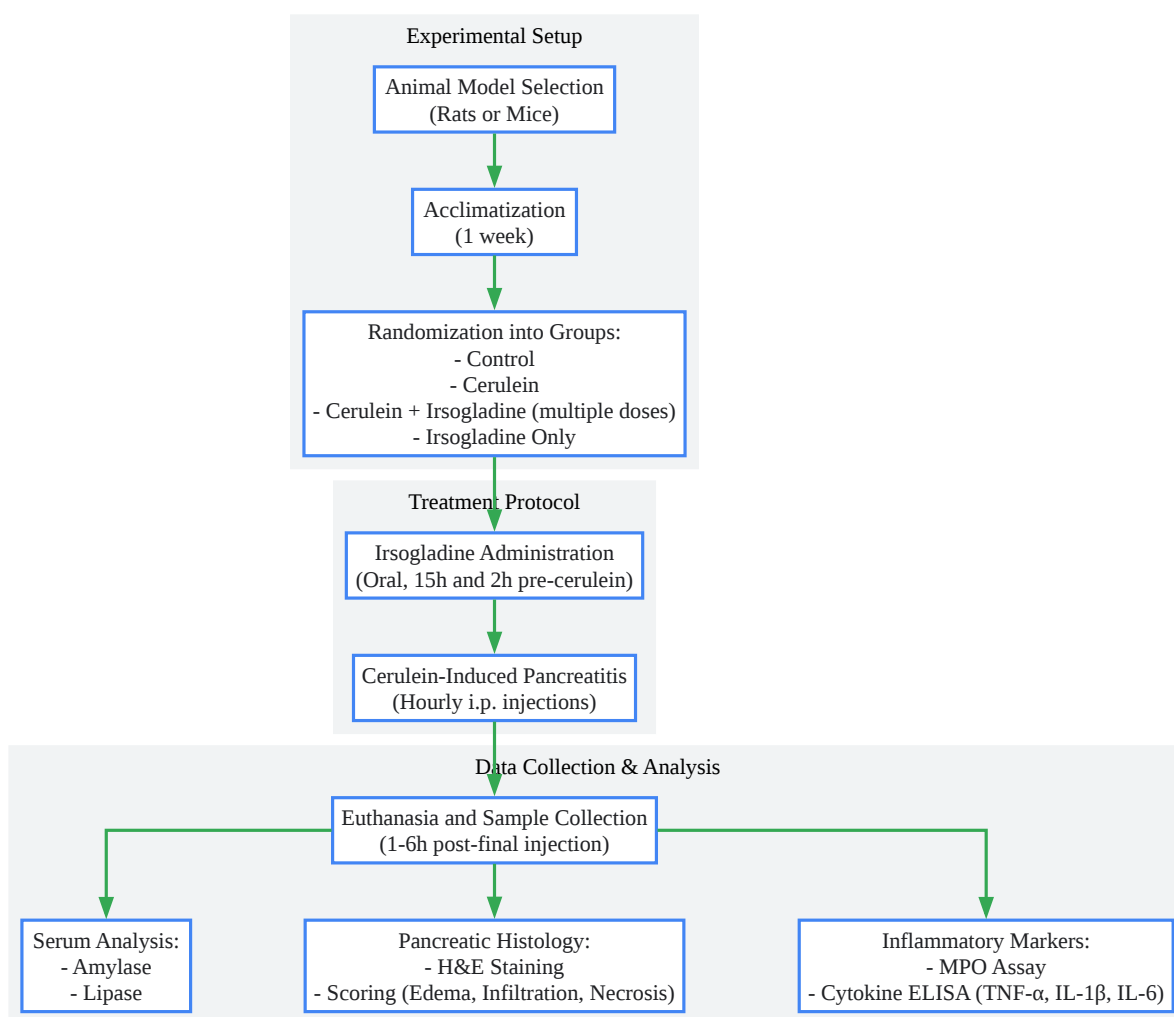 Experimental Setup
Animal Model Selection
(Rats or Mice)
Acclimatization
(1 week)
Randomization into Groups:
- Control
- Cerulein
- Cerulein + Irsogladine (multiple doses)
- Irsogladine Only
Treatment Protocol
Irsogladine Administration
(Oral, 15h and 2h pre-cerulein)
Cerulein-Induced Pancreatitis
(Hourly i.p. injections)
Data Collection & Analysis
Euthanasia and Sample Collection
(1-6h post-final injection)
Serum Analysis:
- Amylase
- Lipase
Pancreatic Histology:
- H&E Staining
- Scoring (Edema, Infiltration, Necrosis)
Inflammatory Markers:
- MPO Assay
- Cytokine ELISA (TNF-α, IL-1β, IL-6)